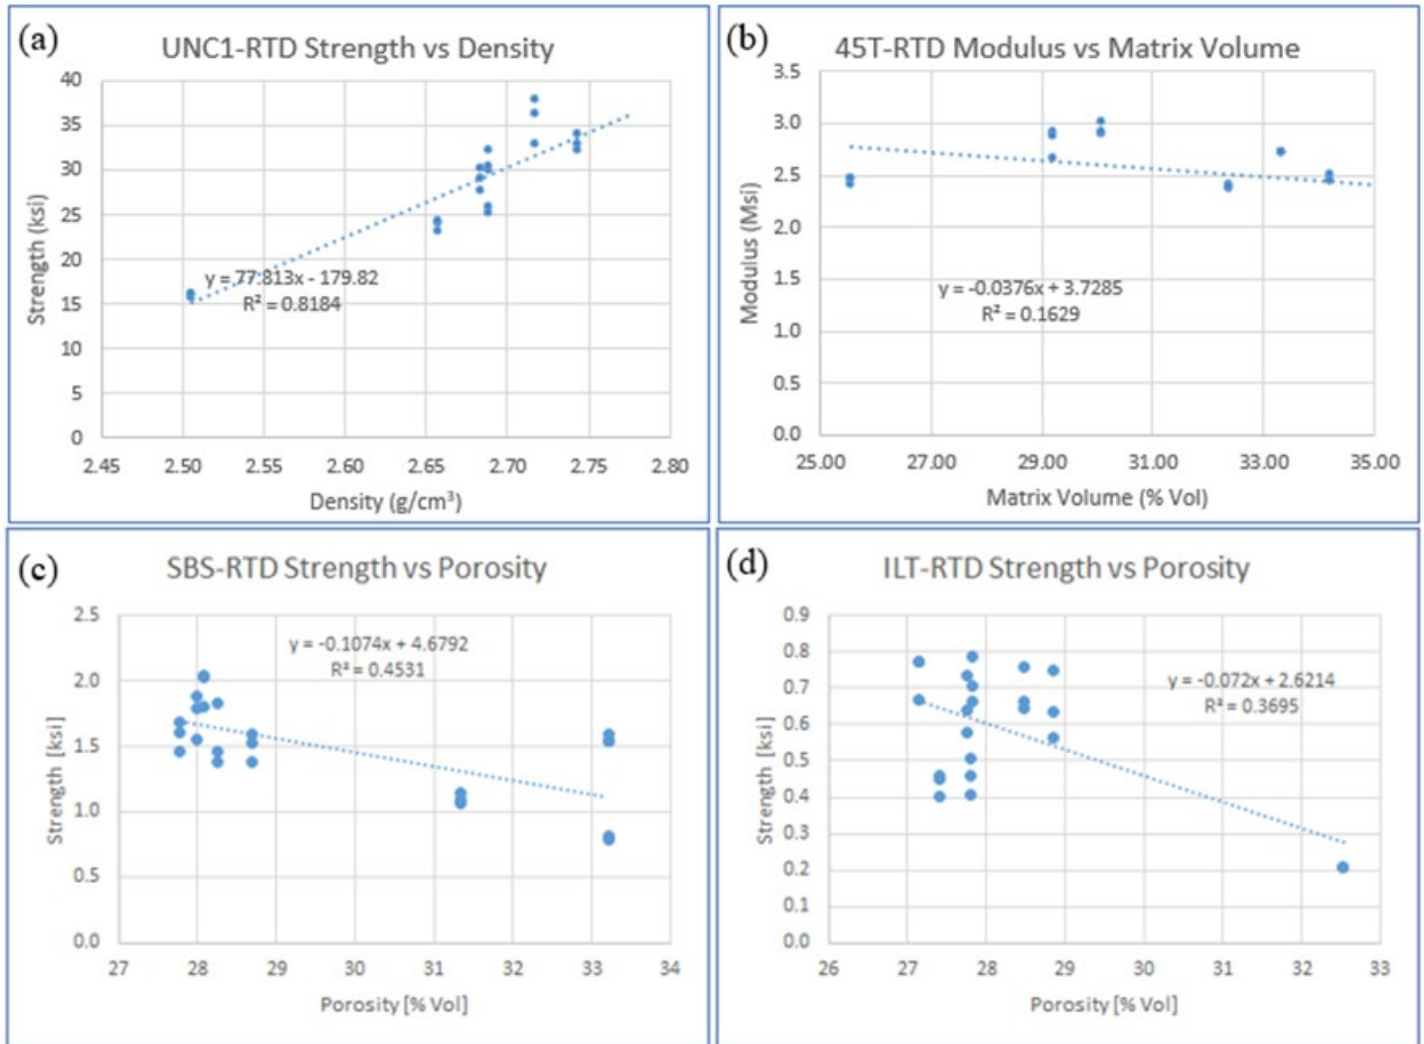 (a)
UNC1-RTD Strength vs Density
40
35
30
25
20
15
10
5
0
Strength (ksi)
y = 77.813x - 179.82
R² = 0.8184
2.45 2.50 2.55 2.60 2.65 2.70 2.75 2.80
Density (g/cm³)
(b)
45T-RTD Modulus vs Matrix Volume
3.5
3.0
2.5
2.0
1.5
1.0
0.5
0.0
Modulus (Msi)
y = -0.0376x + 3.7285
R² = 0.1629
25.00 27.00 29.00 31.00 33.00 35.00
Matrix Volume (% Vol)
(c)
SBS-RTD Strength vs Porosity
2.5
2.0
1.5
1.0
0.5
0.0
Strength [ksi]
y = -0.1074x + 4.6792
R² = 0.4531
27 28 29 30 31 32 33 34
Porosity [% Vol]
(d)
ILT-RTD Strength vs Porosity
0.9
0.8
0.7
0.6
0.5
0.4
0.3
0.2
0.1
0.0
Strength [ksi]
y = -0.072x + 2.6214
R² = 0.3695
26 27 28 29 30 31 32 33
Porosity [% Vol]